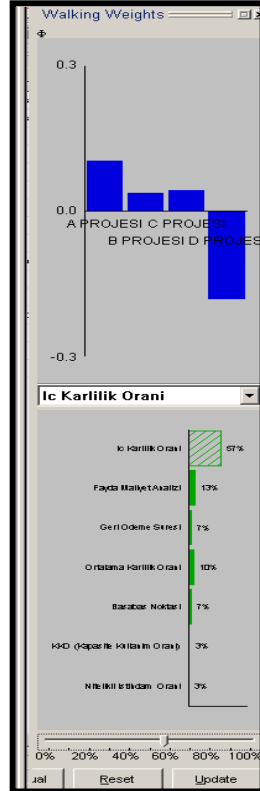 Walking Weights
0.3
0.0
A PROJESI C PROJESI
B PROJESI D PROJES
-0.3
Ic Karlilik Orani
Ic Karlilik Orani 57%
Fayda Maliyet Analizi 13%
Geri Odeme Suresi 7%
Ortalama Karlilik Orani 10%
Basabas Noktasi 7%
KKO (Kapasite Kullanim Orani) 3%
Nitelikli Istihdam Orani 3%
0% 20% 40% 60% 80% 100%
ual Reset Update